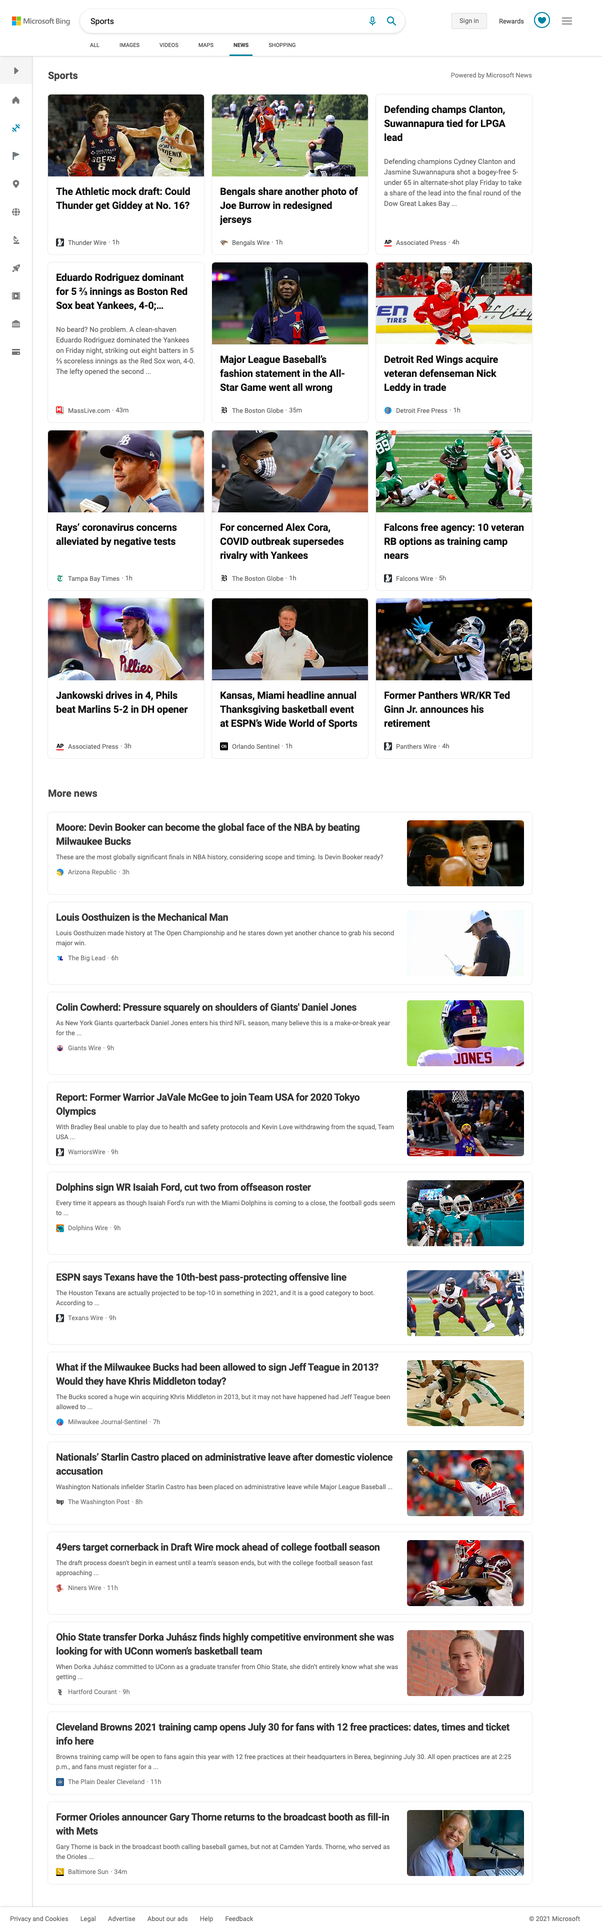 Microsoft Bing
Sports
Sign in
Rewards
ALL
IMAGES
VIDEOS
MAPS
NEWS
SHOPPING
Sports
Powered by Microsoft News
The Athletic mock draft: Could
Thunder get Giddey at No. 16?
Thunder Wire · 1h
Bengals share another photo of
Joe Burrow in redesigned
jerseys
Bengals Wire · 1h
Defending champs Clanton,
Suwannapura tied for LPGA
lead
Defending champions Cydney Clanton and
Jasmine Suwannapura shot a bogey-free 5-
under 65 in alternate-shot play Friday to take
a share of the lead into the final round of the
Dow Great Lakes Bay ...
AP Associated Press · 4h
Eduardo Rodriguez dominant
for 5 ⅔ innings as Boston Red
Sox beat Yankees, 4-0;...
No beard? No problem. A clean-shaven
Eduardo Rodriguez dominated the Yankees
on Friday night, striking out eight batters in 5
⅔ scoreless innings as the Red Sox won, 4-0.
The lefty opened the second ...
MassLive.com · 43m
Major League Baseball's
fashion statement in the All-
Star Game went all wrong
The Boston Globe · 35m
TIRES
Detroit Red Wings acquire
veteran defenseman Nick
Leddy in trade
Detroit Free Press · 1h
Rays' coronavirus concerns
alleviated by negative tests
Tampa Bay Times · 1h
For concerned Alex Cora,
COVID outbreak supersedes
rivalry with Yankees
The Boston Globe · 1h
Falcons free agency: 10 veteran
RB options as training camp
nears
Falcons Wire · 5h
Phillies
Jankowski drives in 4, Phils
beat Marlins 5-2 in DH opener
AP Associated Press · 3h
Kansas, Miami headline annual
Thanksgiving basketball event
at ESPN's Wide World of Sports
Orlando Sentinel · 1h
Former Panthers WR/KR Ted
Ginn Jr. announces his
retirement
Panthers Wire · 4h
More news
Moore: Devin Booker can become the global face of the NBA by beating
Milwaukee Bucks
These are the most globally significant finals in NBA history, considering scope and timing. Is Devin Booker ready?
Arizona Republic · 3h
Louis Oosthuizen is the Mechanical Man
Louis Oosthuizen made history at The Open Championship and he stares down yet another chance to grab his second
major win.
The Big Lead · 6h
Colin Cowherd: Pressure squarely on shoulders of Giants' Daniel Jones
As New York Giants quarterback Daniel Jones enters his third NFL season, many believe this is a make-or-break year
for the ...
Giants Wire · 9h
JONES
Report: Former Warrior JaVale McGee to join Team USA for 2020 Tokyo
Olympics
With Bradley Beal unable to play due to health and safety protocols and Kevin Love withdrawing from the squad, Team
USA ...
WarriorsWire · 9h
Dolphins sign WR Isaiah Ford, cut two from offseason roster
Every time it appears as though Isaiah Ford's run with the Miami Dolphins is coming to a close, the football gods seem
to ...
Dolphins Wire · 9h
ESPN says Texans have the 10th-best pass-protecting offensive line
The Houston Texans are actually projected to be top-10 in something in 2021, and it is a good category to boot.
According to ...
Texans Wire · 9h
What if the Milwaukee Bucks had been allowed to sign Jeff Teague in 2013?
Would they have Khris Middleton today?
The Bucks scored a huge win acquiring Khris Middleton in 2013, but it may not have happened had Jeff Teague been
allowed to ...
Milwaukee Journal-Sentinel · 7h
Nationals' Starlin Castro placed on administrative leave after domestic violence
accusation
Washington Nationals infielder Starlin Castro has been placed on administrative leave while Major League Baseball ...
wp The Washington Post · 8h
49ers target cornerback in Draft Wire mock ahead of college football season
The draft process doesn't begin in earnest until a team's season ends, but with the college football season fast
approaching ...
Niners Wire · 11h
Ohio State transfer Dorka Juhász finds highly competitive environment she was
looking for with UConn women's basketball team
When Dorka Juhász committed to UConn as a graduate transfer from Ohio State, she didn't entirely know what she was
getting ...
Hartford Courant · 9h
Cleveland Browns 2021 training camp opens July 30 for fans with 12 free practices: dates, times and ticket
info here
Browns training camp will be open to fans again this year with 12 free practices at their headquarters in Berea, beginning July 30. All open practices are at 2:25
p.m., and fans must register for a ...
The Plain Dealer Cleveland · 11h
Former Orioles announcer Gary Thorne returns to the broadcast booth as fill-in
with Mets
Gary Thorne is back in the broadcast booth calling baseball games, but not at Camden Yards. Thorne, who served as
the Orioles ...
Baltimore Sun · 34m
Privacy and Cookies
Legal
Advertise
About our ads
Help
Feedback
© 2021 Microsoft